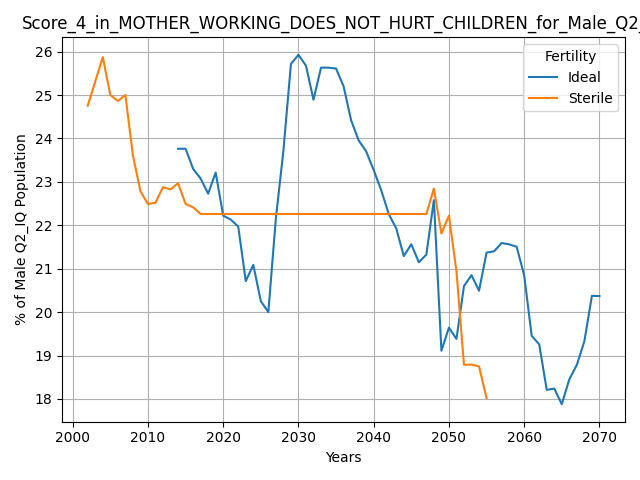 Score_4_in_MOTHER_WORKING_DOES_NOT_HURT_CHILDREN_for_Male_Q2_
Fertility
Ideal
Sterile
% of Male Q2_IQ Population
26
25
24
23
22
21
20
19
18
2000 2010 2020 2030 2040 2050 2060 2070
Years